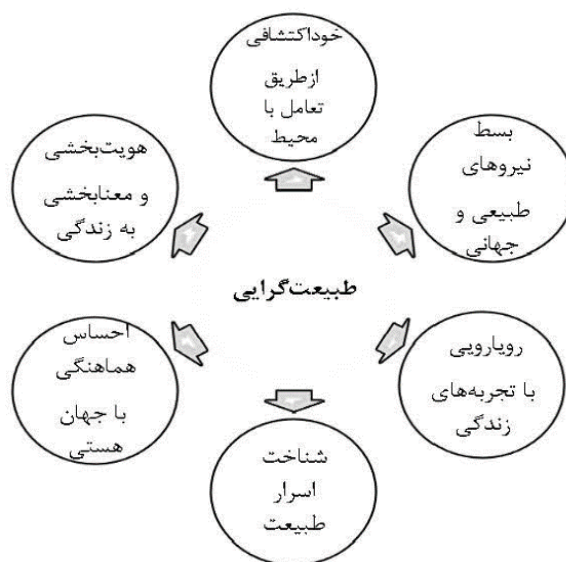 خوداکتشافی
ازطریق
تعامل با
محیط
بسط
نیروهای
طبیعی و
جهانی
رویارویی
با تجربه‌های
زندگی
شناخت
اسرار
طبیعت
احساس
هماهنگی
با جهان
هستی
هویت‌بخشی
و معنابخشی
به زندگی
طبیعت‌گرایی